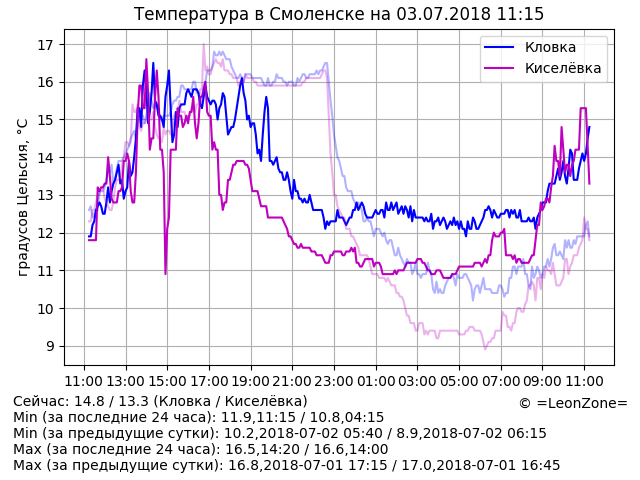 Температура в Смоленске на 03.07.2018 11:15
градусов Цельсия, °C
17
16
15
14
13
12
11
10
9
Кловка
Киселёвка
11:00 13:00 15:00 17:00 19:00 21:00 23:00 01:00 03:00 05:00 07:00 09:00 11:00
Сейчас: 14.8 / 13.3 (Кловка / Киселёвка)
© =LeonZone=
Min (за последние 24 часа): 11.9,11:15 / 10.8,04:15
Min (за предыдущие сутки): 10.2,2018-07-02 05:40 / 8.9,2018-07-02 06:15
Max (за последние 24 часа): 16.5,14:20 / 16.6,14:00
Max (за предыдущие сутки): 16.8,2018-07-01 17:15 / 17.0,2018-07-01 16:45